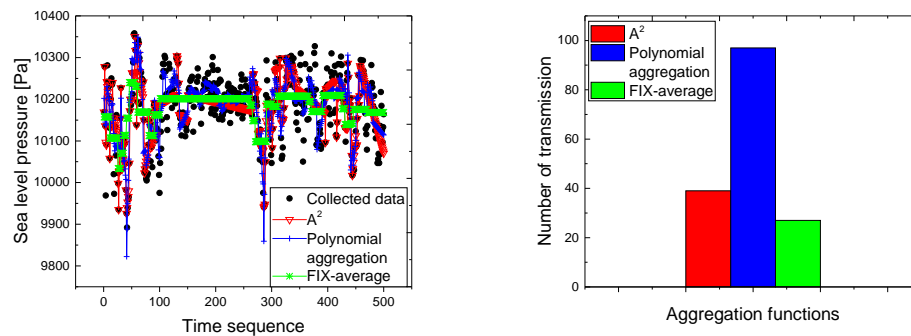 10400
10300
10200
10100
10000
9900
9800
Sea level pressure [Pa]
0 100 200 300 400 500
Time sequence
Collected data
A²
Polynomial
aggregation
FIX-average
100
80
60
40
20
0
Number of transmission
Aggregation functions
A²
Polynomial
aggregation
FIX-average